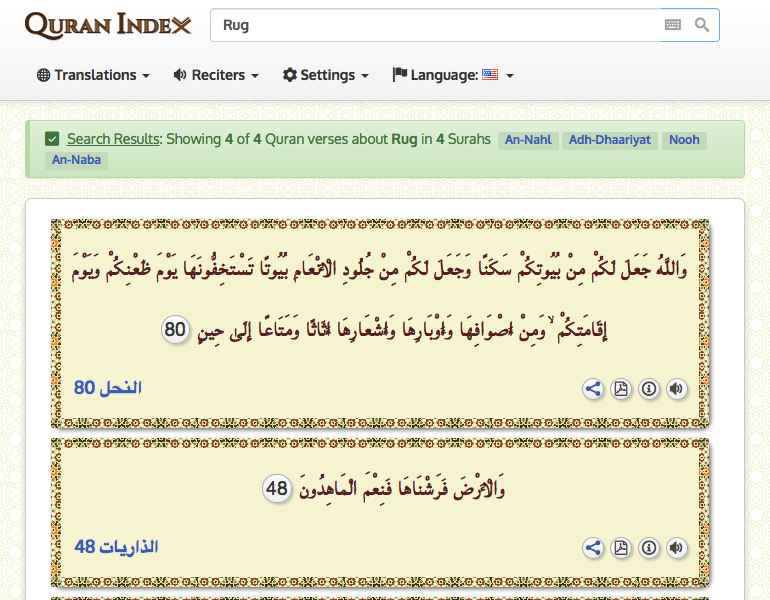 Quran Index
Rug
Translations Reciters Settings Language:
Search Results: Showing 4 of 4 Quran verses about Rug in 4 Surahs An-Nahl Adh-Dhaariyat Nooh
An-Naba
وَاللَّهُ جَعَلَ لَكُمْ مِنْ بُيُوتِكُمْ سَكَنًا وَجَعَلَ لَكُمْ مِنْ جُلُودِ الْأَنْعَامِ بُيُوتًا تَسْتَخِفُّونَهَا يَوْمَ ظَعْنِكُمْ وَيَوْمَ
إِقَامَتِكُمْ ۙ وَمِنْ أَصْوَافِهَا وَأَوْبَارِهَا وَأَشْعَارِهَا أَثَاثًا وَمَتَاعًا إِلَىٰ حِينٍ 80
النحل 80
وَالْأَرْضَ فَرَشْنَاهَا فَنِعْمَ الْمَاهِدُونَ 48
الذاريات 48